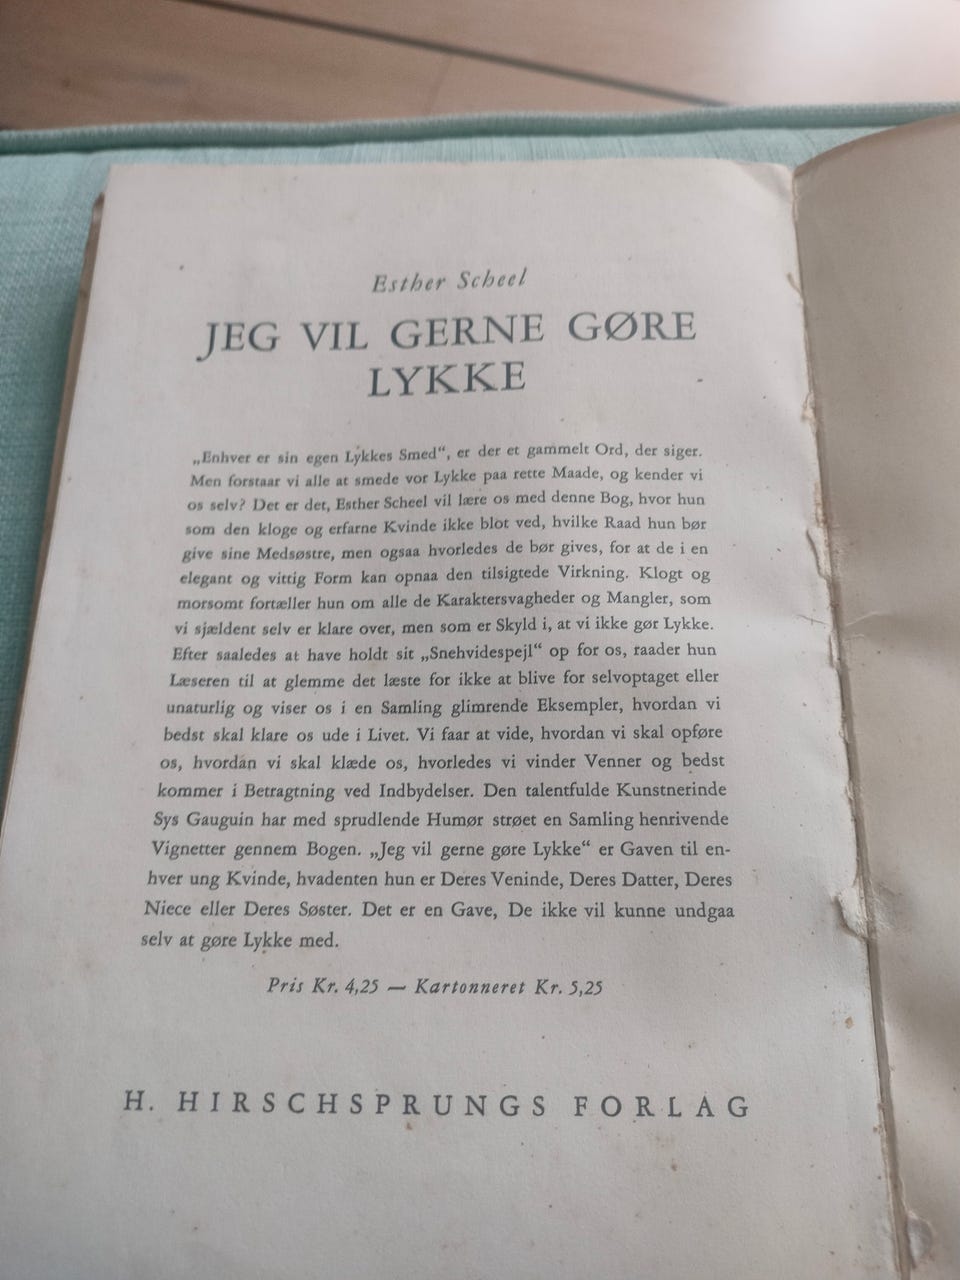 Esther Scheel
JEG VIL GERNE GØRE
LYKKE
„Enhver er sin egen Lykkes Smed“, er der et gammelt Ord, der siger.
Men forstaar vi alle at smede vor Lykke paa rette Maade, og kender vi
os selv? Det er det, Esther Scheel vil lære os med denne Bog, hvor hun
som den kloge og erfarne Kvinde ikke blot ved, hvilke Raad hun bør
give sine Medsøstre, men ogsaa hvorledes de bør gives, for at de i en
elegant og vittig Form kan opnaa den tilsigtede Virkning. Klogt og
morsomt fortæller hun om alle de Karaktersvagheder og Mangler, som
vi sjældent selv er klare over, men som er Skyld i, at vi ikke gør Lykke.
Efter saaledes at have holdt sit „Snehvidespejl“ op for os, raader hun
Læseren til at glemme det læste for ikke at blive for selvoptaget eller
unaturlig og viser os i en Samling glimrende Eksempler, hvordan vi
bedst skal klare os ude i Livet. Vi faar at vide, hvordan vi skal opføre
os, hvordan vi skal klæde os, hvorledes vi vinder Venner og bedst
kommer i Betragtning ved Indbydelser. Den talentfulde Kunstnerinde
Sys Gauguin har med sprudlende Humør strøet en Samling henrivende
Vignetter gennem Bogen. „Jeg vil gerne gøre Lykke“ er Gaven til en-
hver ung Kvinde, hvadenten hun er Deres Veninde, Deres Datter, Deres
Niece eller Deres Søster. Det er en Gave, De ikke vil kunne undgaa
selv at gøre Lykke med.
Pris Kr. 4,25 — Kartonneret Kr. 5,25
H. HIRSCHSPRUNGS FORLAG